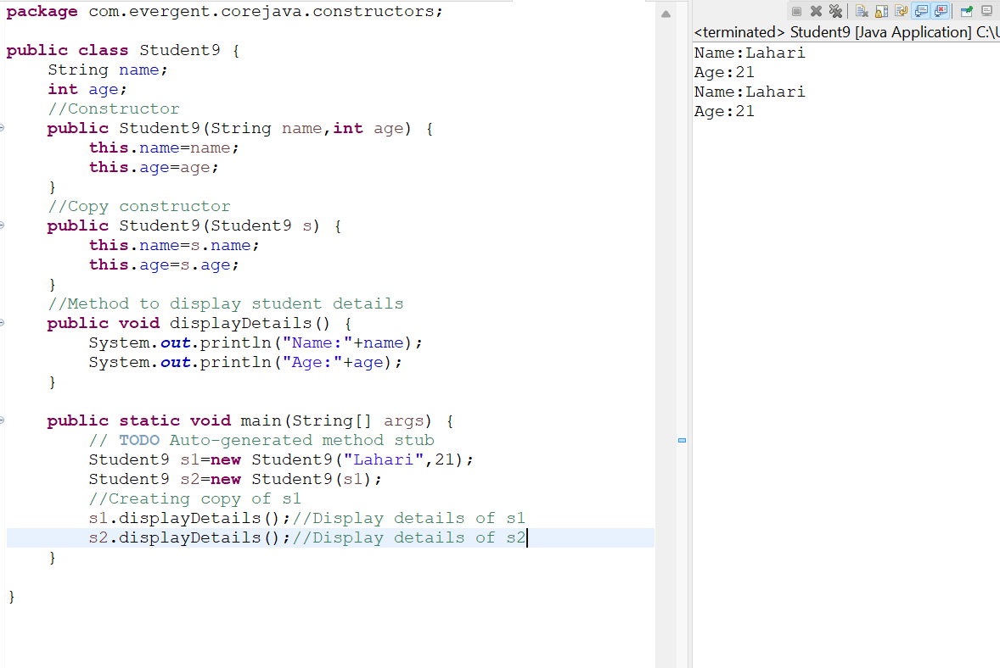 package com.evergent.corejava.constructors;

public class Student9 {
    String name;
    int age;
    //Constructor
    public Student9(String name,int age) {
        this.name=name;
        this.age=age;
    }
    //Copy constructor
    public Student9(Student9 s) {
        this.name=s.name;
        this.age=s.age;
    }
    //Method to display student details
    public void displayDetails() {
        System.out.println("Name:"+name);
        System.out.println("Age:"+age);
    }

    public static void main(String[] args) {
        // TODO Auto-generated method stub
        Student9 s1=new Student9("Lahari",21);
        Student9 s2=new Student9(s1);
        //Creating copy of s1
        s1.displayDetails();//Display details of s1
        s2.displayDetails();//Display details of s2
    }

}
<terminated> Student9 [Java Application] C:\U
Name:Lahari
Age:21
Name:Lahari
Age:21